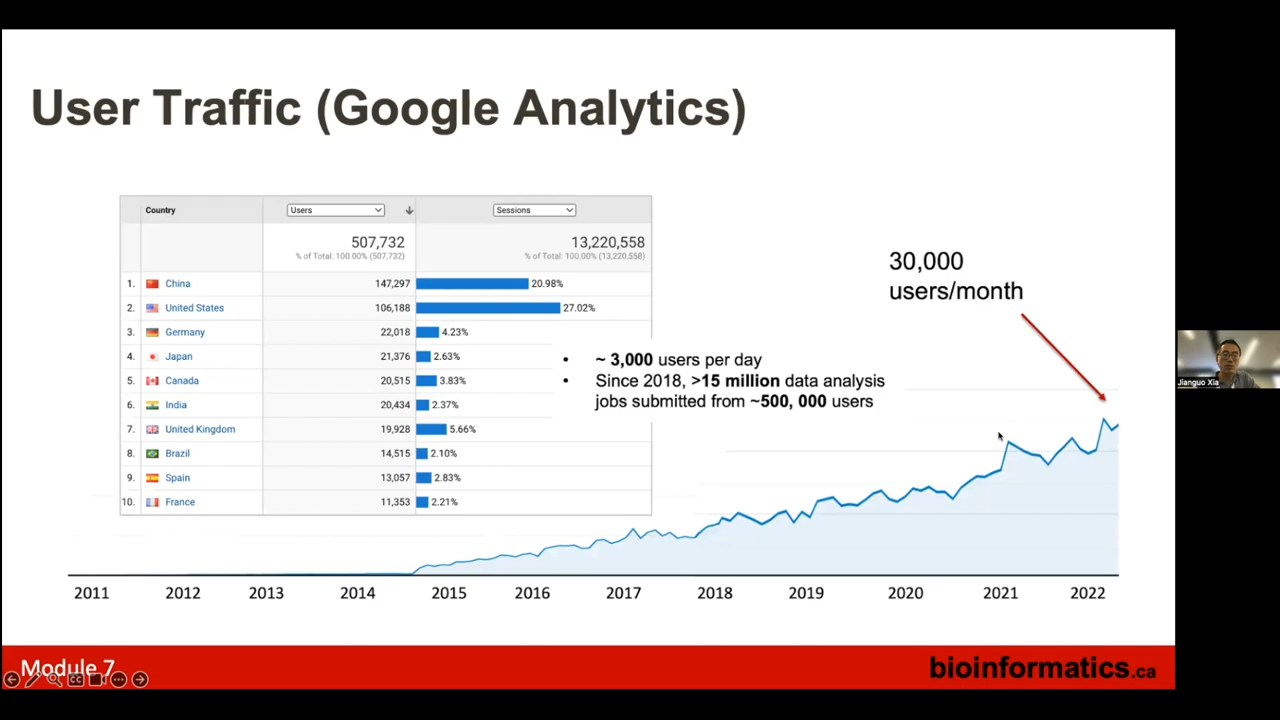 User Traffic (Google Analytics)
Country Users Sessions
507,732 13,220,558
% of Total: 100.00% (507,732) % of Total: 100.00% (13,220,558)
1. China 147,297 20.98%
2. United States 106,188 27.02%
3. Germany 22,018 4.23%
4. Japan 21,376 2.63%
5. Canada 20,515 3.83%
6. India 20,434 2.37%
7. United Kingdom 19,928 5.66%
8. Brazil 14,515 2.10%
9. Spain 13,057 2.83%
10. France 11,353 2.21%
• ~ 3,000 users per day
• Since 2018, >15 million data analysis
jobs submitted from ~500, 000 users
30,000
users/month
Jianguo Xia
2011 2012 2013 2014 2015 2016 2017 2018 2019 2020 2021 2022
Module 7
CC
bioinformatics.ca